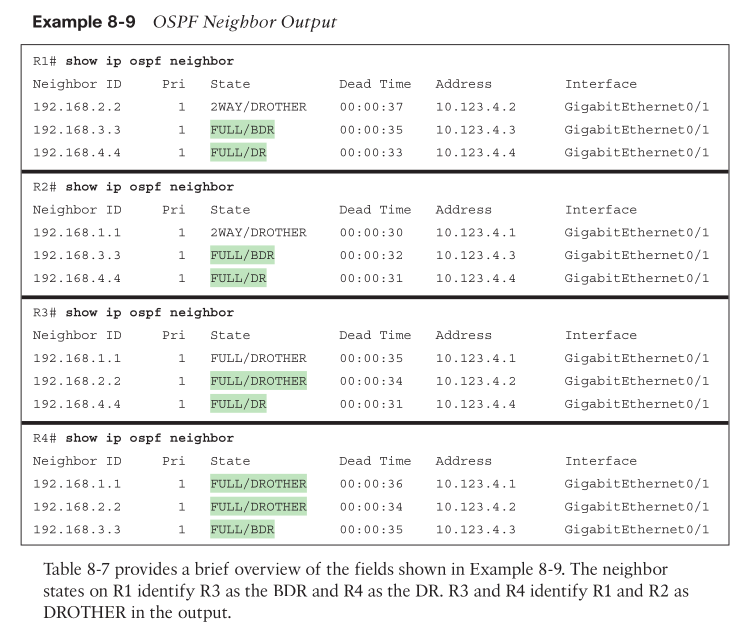 Example 8-9 OSPF Neighbor Output
R1# show ip ospf neighbor
Neighbor ID Pri State Dead Time Address Interface
192.168.2.2 1 2WAY/DROTHER 00:00:37 10.123.4.2 GigabitEthernet0/1
192.168.3.3 1 FULL/BDR 00:00:35 10.123.4.3 GigabitEthernet0/1
192.168.4.4 1 FULL/DR 00:00:33 10.123.4.4 GigabitEthernet0/1
R2# show ip ospf neighbor
Neighbor ID Pri State Dead Time Address Interface
192.168.1.1 1 2WAY/DROTHER 00:00:30 10.123.4.1 GigabitEthernet0/1
192.168.3.3 1 FULL/BDR 00:00:32 10.123.4.3 GigabitEthernet0/1
192.168.4.4 1 FULL/DR 00:00:31 10.123.4.4 GigabitEthernet0/1
R3# show ip ospf neighbor
Neighbor ID Pri State Dead Time Address Interface
192.168.1.1 1 FULL/DROTHER 00:00:35 10.123.4.1 GigabitEthernet0/1
192.168.2.2 1 FULL/DROTHER 00:00:34 10.123.4.2 GigabitEthernet0/1
192.168.4.4 1 FULL/DR 00:00:31 10.123.4.4 GigabitEthernet0/1
R4# show ip ospf neighbor
Neighbor ID Pri State Dead Time Address Interface
192.168.1.1 1 FULL/DROTHER 00:00:36 10.123.4.1 GigabitEthernet0/1
192.168.2.2 1 FULL/DROTHER 00:00:34 10.123.4.2 GigabitEthernet0/1
192.168.3.3 1 FULL/BDR 00:00:35 10.123.4.3 GigabitEthernet0/1
Table 8-7 provides a brief overview of the fields shown in Example 8-9. The neighbor
states on R1 identify R3 as the BDR and R4 as the DR. R3 and R4 identify R1 and R2 as
DROTHER in the output.